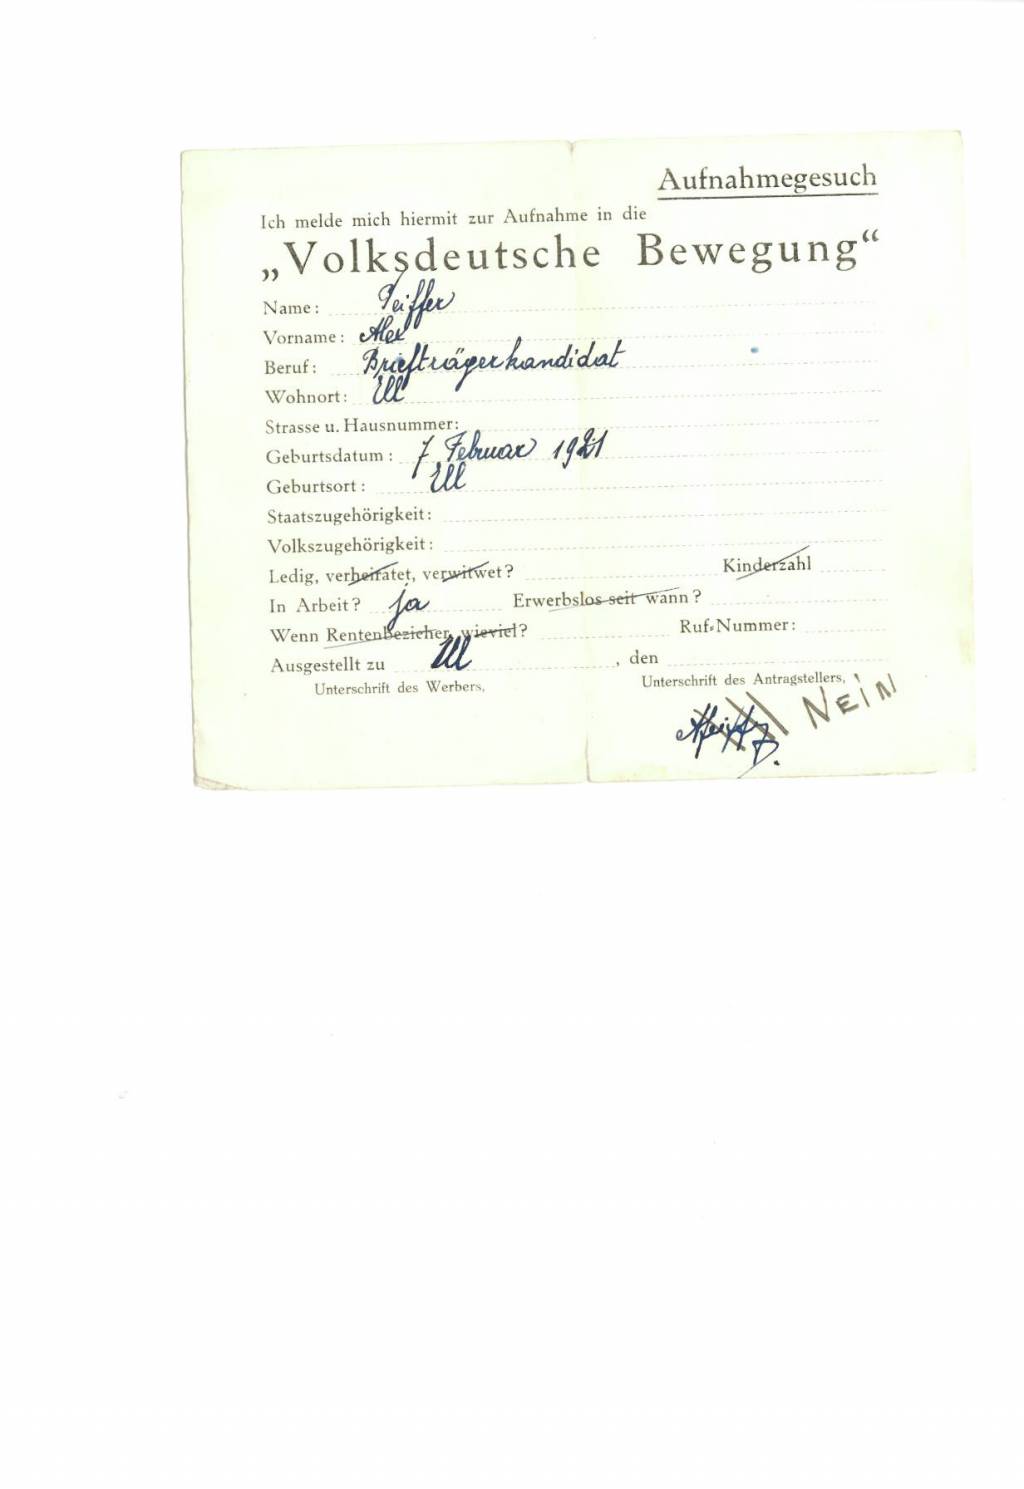 Aufnahmegesuch
Ich melde mich hiermit zur Aufnahme in die
„Volksdeutsche Bewegung“
Name: Peiffer
Vorname: Alex
Beruf: Briefträgerkandidat
Wohnort: Ell
Strasse u. Hausnummer:
Geburtsdatum: 7 Februar 1921
Geburtsort: Ell
Staatszugehörigkeit:
Volkszugehörigkeit:
Ledig, verheiratet, verwitwet? Kinderzahl
In Arbeit? ja Erwerbslos seit wann?
Wenn Rentenbezieher, wieviel? Ruf-Nummer:
Ausgestellt zu Ell, den
Unterschrift des Werbers, Unterschrift des Antragstellers,
NEIN